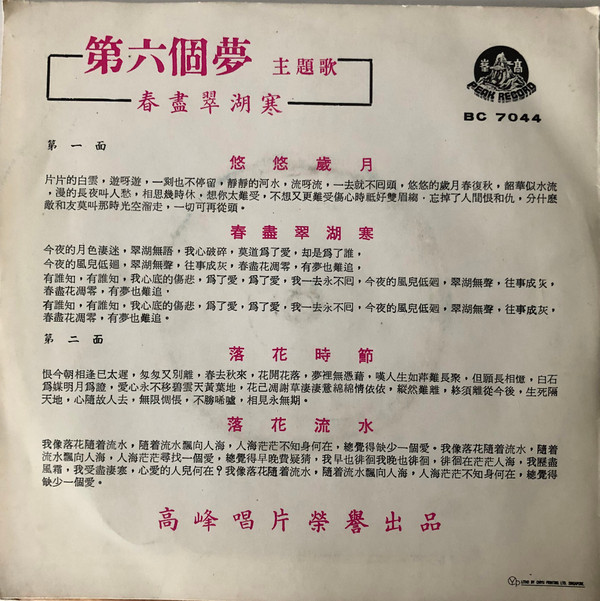 第六個夢 主題歌
春盡翠湖寒
高峯
PEAK RECORD
BC 7044
第一面
悠悠歲月
片片的白雲，遊呀遊，一刻也不停留，靜靜的河水，流呀流，一去就不囘頭，悠悠的歲月春復秋，韶華似水流
，漫的長夜叫人愁，相思幾時休，想你太難受，不想又更難受傷心時祗好雙眉縐．忘掉了人間恨和仇，分什麼
敵和友莫叫那時光空溜走，一切可再從頭。
春盡翠湖寒
今夜的月色淒迷，翠湖無語，我心破碎，莫道爲了愛，却是爲了誰，
今夜的風兒低迴，翠湖無聲，往事成灰，春盡花凋零，有夢也難追，
有誰知，有誰知，我心底的傷悲，爲了愛，爲了愛，我一去永不囘，今夜的風兒低迴，翠湖無聲，往事成灰，
春盡花凋零，有夢也難追。
有誰知，有誰知，我心底的傷悲，爲了愛，爲了愛，我一去永不囘，今夜的風兒低迴，翠湖無聲，往事成灰，
春盡花凋零，有夢也難追。
第二面
落花時節
恨今朝相逢巳太遲，匆匆又別離，春去秋來，花開花落，夢裡無憑藉，嘆人生如萍難長聚，但願長相憶，白石
爲媒明月爲證，愛心永不移碧雲天黃葉地，花己凋謝草淒淒意綿綿情依依，縱然難離，終須離從今後，生死隔
天地，心隨故人去，無限惆悵，不勝唏噓，相見永無期。
落花流水
我像落花隨着流水，隨着流水飄向人海，人海茫茫不知身何在，總覺得缺少一個愛。我像落花隨着流水，隨着
流水飄向人海，人海茫茫尋找一個愛，總覺得早晚費疑猜，我早也徘徊我晚也徘徊，徘徊在茫茫人海，我歷盡
風霜，我受盡淒寒，心愛的人兒何在？我像落花隨着流水，隨着流水飄向人海，人海茫茫不知身何在，總覺得
缺少一個愛。
高峰唱片榮譽出品
PRINTING LTD. SINGAPORE.